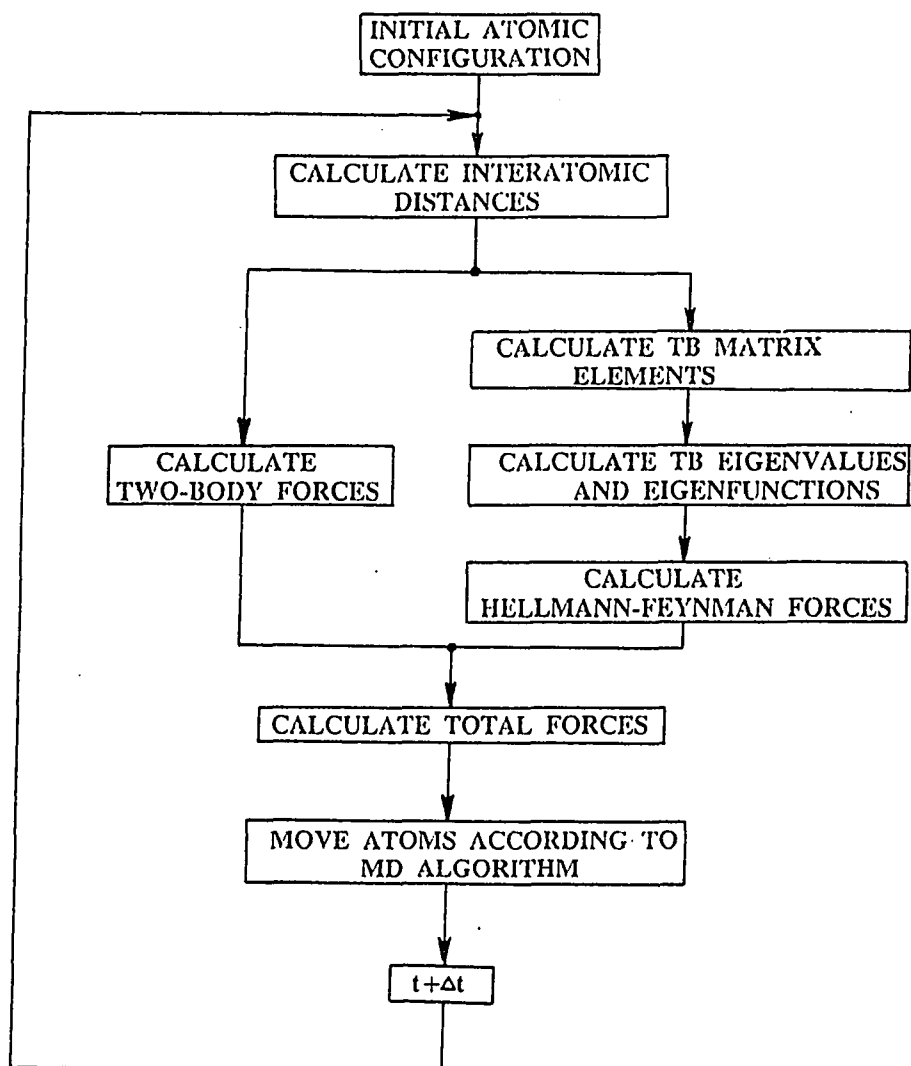 INITIAL ATOMIC
CONFIGURATION
CALCULATE INTERATOMIC
DISTANCES
CALCULATE TB MATRIX
ELEMENTS
CALCULATE
TWO-BODY FORCES
CALCULATE TB EIGENVALUES
AND EIGENFUNCTIONS
CALCULATE
HELLMANN-FEYNMAN FORCES
CALCULATE TOTAL FORCES
MOVE ATOMS ACCORDING TO
MD ALGORITHM
t+Δt